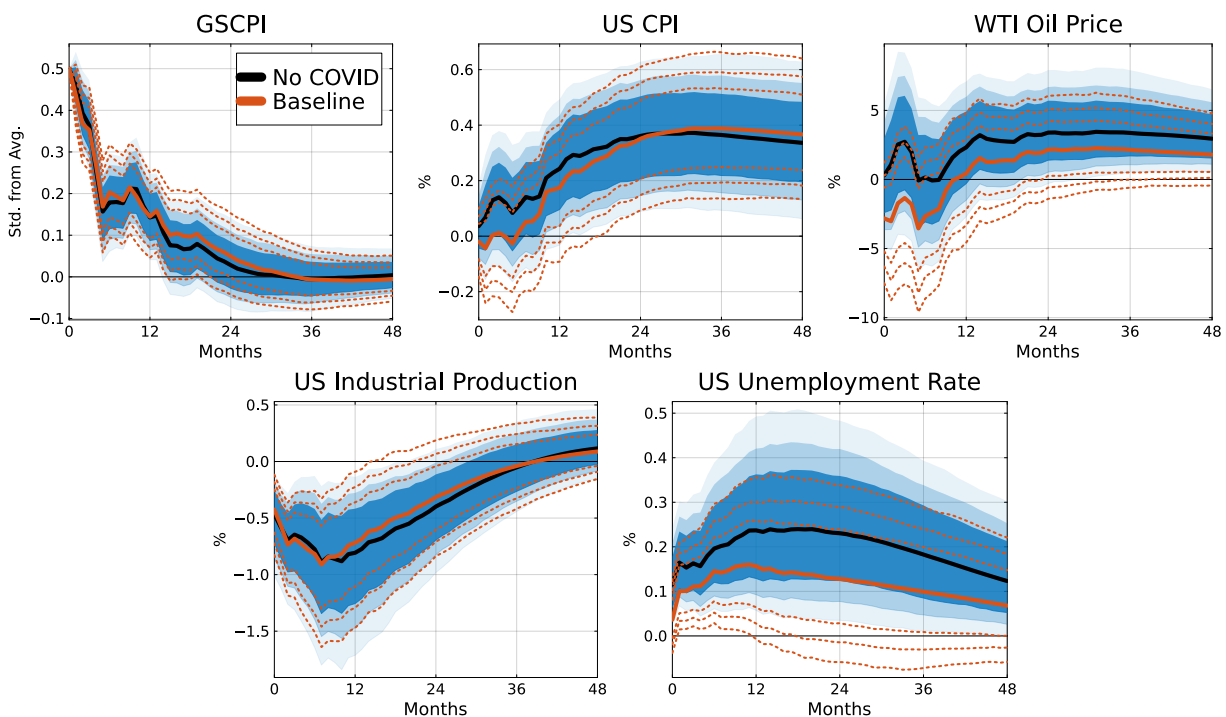 GSCPI
US CPI
WTI Oil Price
0.5
0.4
0.3
0.2
0.1
0.0
−0.1
Std. from Avg.
No COVID
Baseline
0 12 24 36 48
Months
0.6
0.4
0.2
0.0
−0.2
%
0 12 24 36 48
Months
5
0
−5
−10
%
0 12 24 36 48
Months
US Industrial Production
US Unemployment Rate
0.5
0.0
−0.5
−1.0
−1.5
%
0 12 24 36 48
Months
0.5
0.4
0.3
0.2
0.1
0.0
%
0 12 24 36 48
Months